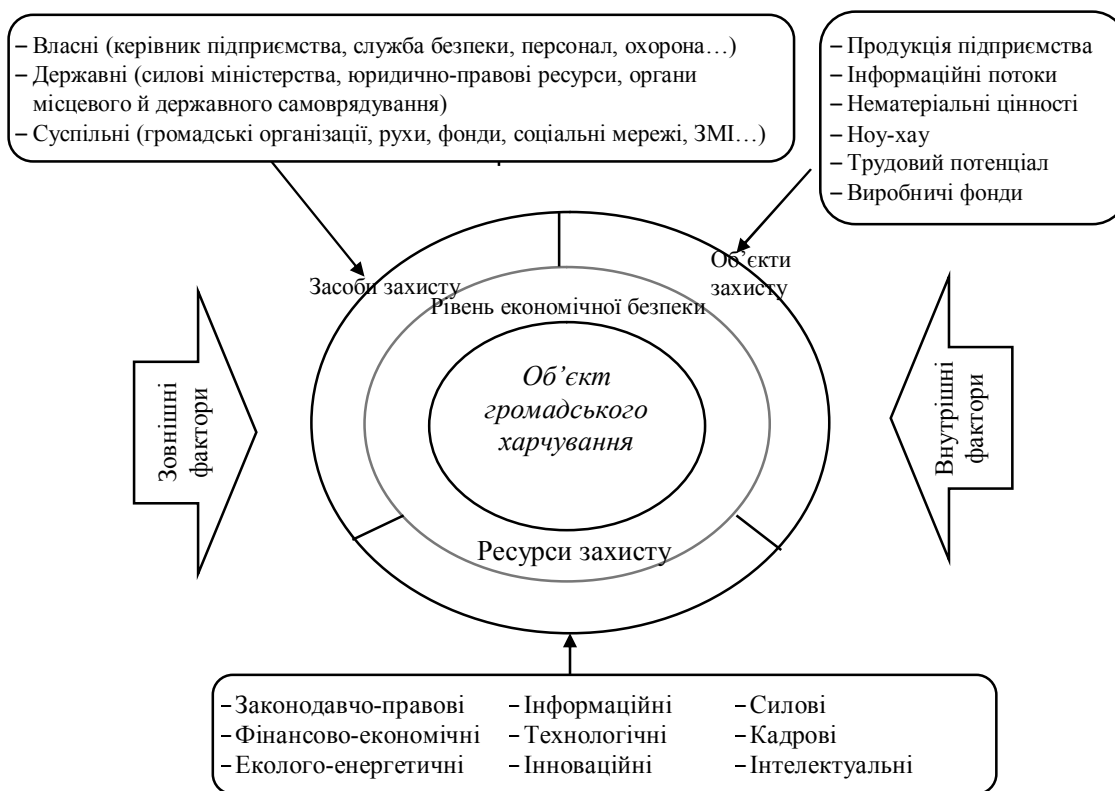 – Власні (керівник підприємства, служба безпеки, персонал, охорона…)
– Державні (силові міністерства, юридично-правові ресурси, органи
місцевого й державного самоврядування)
– Суспільні (громадські організації, рухи, фонди, соціальні мережі, ЗМІ…)
– Продукція підприємства
– Інформаційні потоки
– Нематеріальні цінності
– Ноу-хау
– Трудовий потенціал
– Виробничі фонди
Засоби захисту
Об’єкти
захисту
Рівень економічної безпеки
Об’єкт
громадського
харчування
Зовнішні
фактори
Внутрішні
фактори
Ресурси захисту
– Законодавчо-правові
– Фінансово-економічні
– Еколого-енергетичні
– Інформаційні
– Технологічні
– Інноваційні
– Силові
– Кадрові
– Інтелектуальні